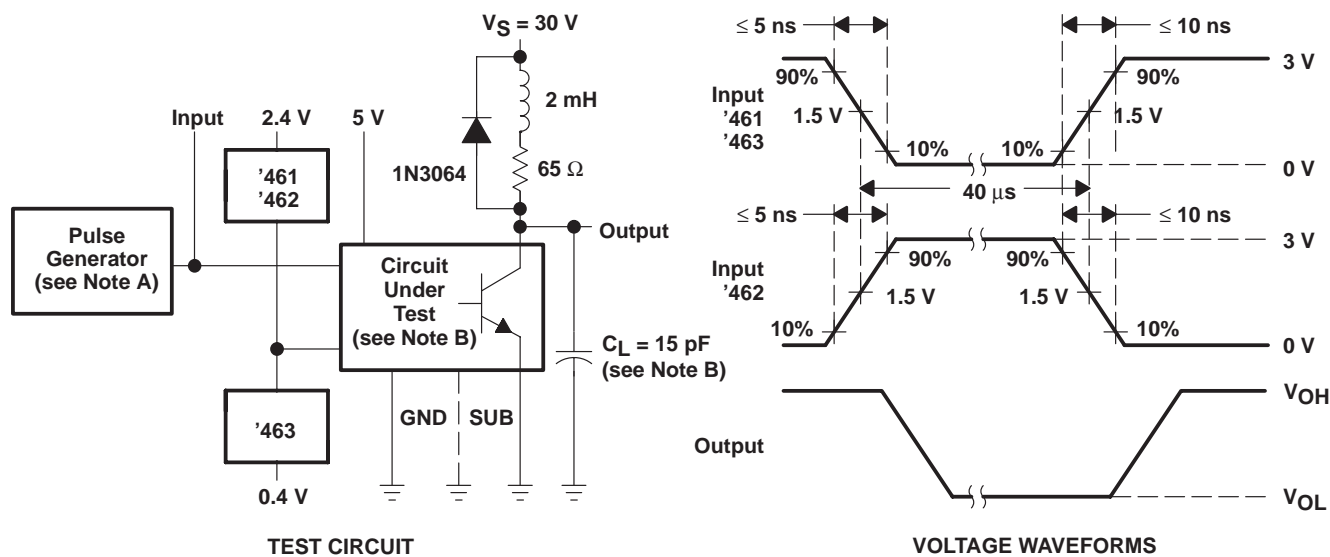 VS = 30 V
2 mH
1N3064
65 Ω
Input
2.4 V
5 V
'461
'462
Pulse
Generator
(see Note A)
Circuit
Under
Test
(see Note B)
Output
CL = 15 pF
(see Note B)
'463
0.4 V
GND
SUB
TEST CIRCUIT
≤ 5 ns
≤ 10 ns
3 V
90%
90%
Input
'461
'463
1.5 V
1.5 V
10%
10%
0 V
40 μs
≤ 5 ns
≤ 10 ns
3 V
90%
90%
Input
'462
1.5 V
1.5 V
10%
10%
0 V
VOH
Output
VOL
VOLTAGE WAVEFORMS